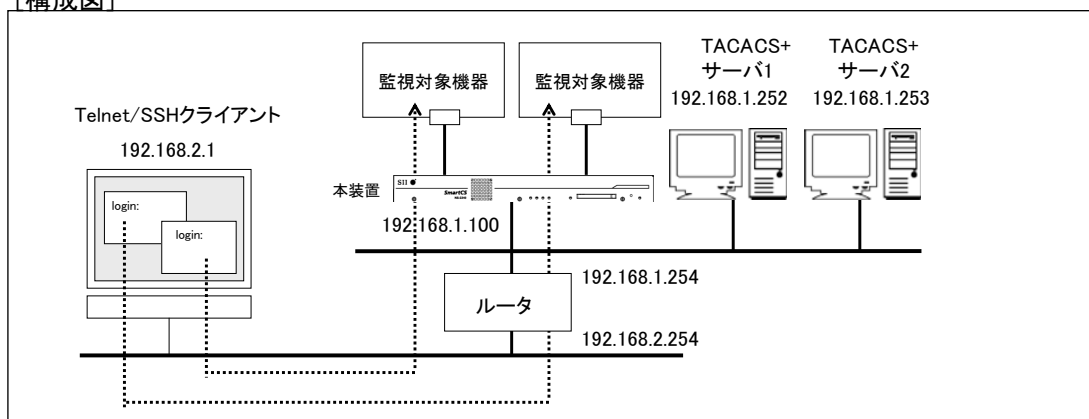 [構成図]
TACACS+
サーバ1
192.168.1.252
TACACS+
サーバ2
192.168.1.253
監視対象機器
監視対象機器
Telnet/SSHクライアント
192.168.2.1
login:
login:
本装置
SII
SmartCS
192.168.1.100
192.168.1.254
ルータ
192.168.2.254